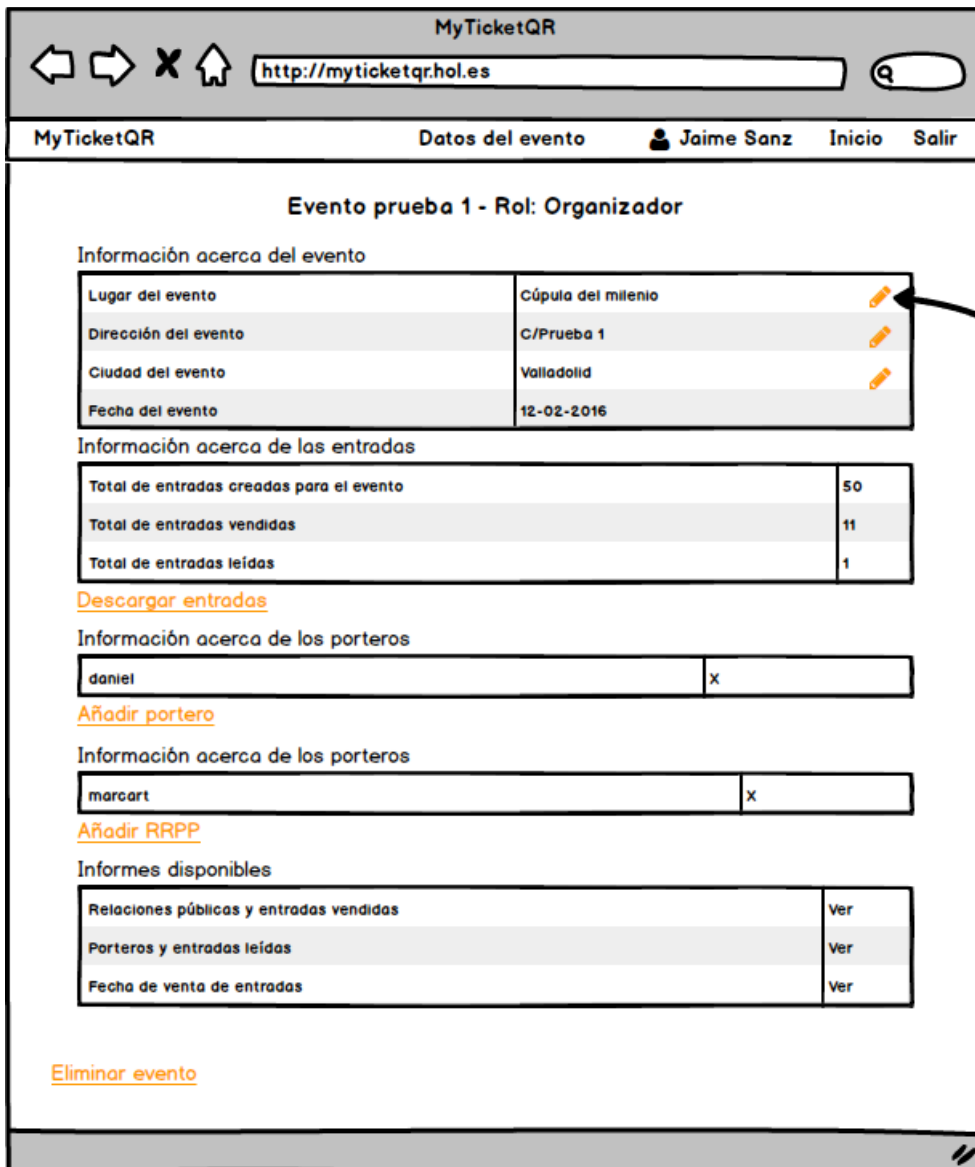 MyTicketQR
http://myticketqr.hol.es
MyTicketQR Datos del evento Jaime Sanz Inicio Salir
Evento prueba 1 - Rol: Organizador
Información acerca del evento
Lugar del evento Cúpula del milenio
Dirección del evento C/Prueba 1
Ciudad del evento Valladolid
Fecha del evento 12-02-2016
Información acerca de las entradas
Total de entradas creadas para el evento 50
Total de entradas vendidas 11
Total de entradas leídas 1
Descargar entradas
Información acerca de los porteros
daniel X
Añadir portero
Información acerca de los porteros
marcart X
Añadir RRPP
Informes disponibles
Relaciones públicas y entradas vendidas Ver
Porteros y entradas leídas Ver
Fecha de venta de entradas Ver
Eliminar evento